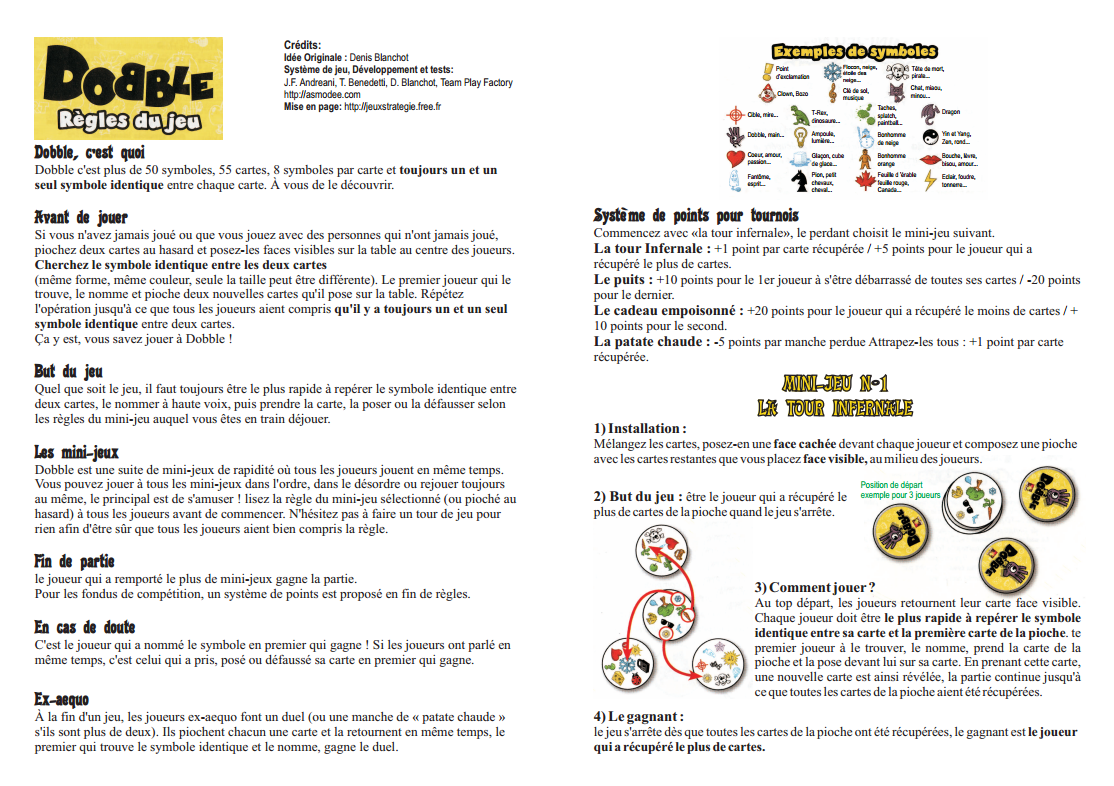 DOBBLE
Règles du jeu
Crédits:
Idée Originale : Denis Blanchot
Système de jeu, Développement et tests:
J.F. Andreani, T. Benedetti, D. Blanchot, Team Play Factory
http://asmodee.com
Mise en page: http://jeuxstrategie.free.fr
Dobble, c'est quoi
Dobble c'est plus de 50 symboles, 55 cartes, 8 symboles par carte et toujours un et un
seul symbole identique entre chaque carte. À vous de le découvrir.
Avant de jouer
Si vous n'avez jamais joué ou que vous jouez avec des personnes qui n'ont jamais joué,
piochez deux cartes au hasard et posez-les faces visibles sur la table au centre des joueurs.
Cherchez le symbole identique entre les deux cartes
(même forme, même couleur, seule la taille peut être différente). Le premier joueur qui le
trouve, le nomme et pioche deux nouvelles cartes qu'il pose sur la table. Répétez
l'opération jusqu'à ce que tous les joueurs aient compris qu'il y a toujours un et un seul
symbole identique entre deux cartes.
Ça y est, vous savez jouer à Dobble !
But du jeu
Quel que soit le jeu, il faut toujours être le plus rapide à repérer le symbole identique entre
deux cartes, le nommer à haute voix, puis prendre la carte, la poser ou la défausser selon
les règles du mini-jeu auquel vous êtes en train déjouer.
Les mini-jeux
Dobble est une suite de mini-jeux de rapidité où tous les joueurs jouent en même temps.
Vous pouvez jouer à tous les mini-jeux dans l'ordre, dans le désordre ou rejouer toujours
au même, le principal est de s'amuser ! lisez la règle du mini-jeu sélectionné (ou pioché au
hasard) à tous les joueurs avant de commencer. N'hésitez pas à faire un tour de jeu pour
rien afin d'être sûr que tous les joueurs aient bien compris la règle.
Fin de partie
le joueur qui a remporté le plus de mini-jeux gagne la partie.
Pour les fondus de compétition, un système de points est proposé en fin de règles.
En cas de doute
C'est le joueur qui a nommé le symbole en premier qui gagne ! Si les joueurs ont parlé en
même temps, c'est celui qui a pris, posé ou défaussé sa carte en premier qui gagne.
Ex-aequo
À la fin d'un jeu, les joueurs ex-aequo font un duel (ou une manche de « patate chaude »
s'ils sont plus de deux). Ils piochent chacun une carte et la retournent en même temps, le
premier qui trouve le symbole identique et le nomme, gagne le duel.
Exemples de symboles
Point
d'exclamation
Flocon, neige,
étoile des
neige...
Tête de mort,
pirate...
Clown, Bozo
Clé de sol,
musique
Chat, miaou,
minou...
Cible, mire...
T-Rex,
dinosaure...
Taches,
splatch,
paintball...
Dragon
Dobble, main...
Ampoule,
lumière...
Bonhomme
de neige
Yin et Yang,
Zen, rond...
Coeur, amour,
passion...
Glaçon, cube
de glace...
Bonhomme
orange
Bouche, lèvre,
bisou, amour...
Fantôme,
esprit...
Pion, petit
chevaux,
cheval...
Feuille d'érable
feuille rouge,
Canada...
Eclair, foudre,
tonnerre...
Système de points pour tournois
Commencez avec «la tour infernale», le perdant choisit le mini-jeu suivant.
La tour Infernale : +1 point par carte récupérée / +5 points pour le joueur qui a
récupéré le plus de cartes.
Le puits : +10 points pour le 1er joueur à s'être débarrassé de toutes ses cartes / -20 points
pour le dernier.
Le cadeau empoisonné : +20 points pour le joueur qui a récupéré le moins de cartes / +
10 points pour le second.
La patate chaude : -5 points par manche perdue Attrapez-les tous : +1 point par carte
récupérée.
MINI-JEU N°1
LA TOUR INFERNALE
1) Installation :
Mélangez les cartes, posez-en une face cachée devant chaque joueur et composez une pioche
avec les cartes restantes que vous placez face visible, au milieu des joueurs.
2) But du jeu : être le joueur qui a récupéré le
plus de cartes de la pioche quand le jeu s'arrête.
Position de départ
exemple pour 3 joueurs
Dobble
Dobble
Dobble
3) Comment jouer ?
Au top départ, les joueurs retournent leur carte face visible.
Chaque joueur doit être le plus rapide à repérer le symbole
identique entre sa carte et la première carte de la pioche. te
premier joueur à le trouver, le nomme, prend la carte de la
pioche et la pose devant lui sur sa carte. En prenant cette carte,
une nouvelle carte est ainsi révélée, la partie continue jusqu'à
ce que toutes les cartes de la pioche aient été récupérées.
4) Le gagnant :
le jeu s'arrête dès que toutes les cartes de la pioche ont été récupérées, le gagnant est le joueur
qui a récupéré le plus de cartes.